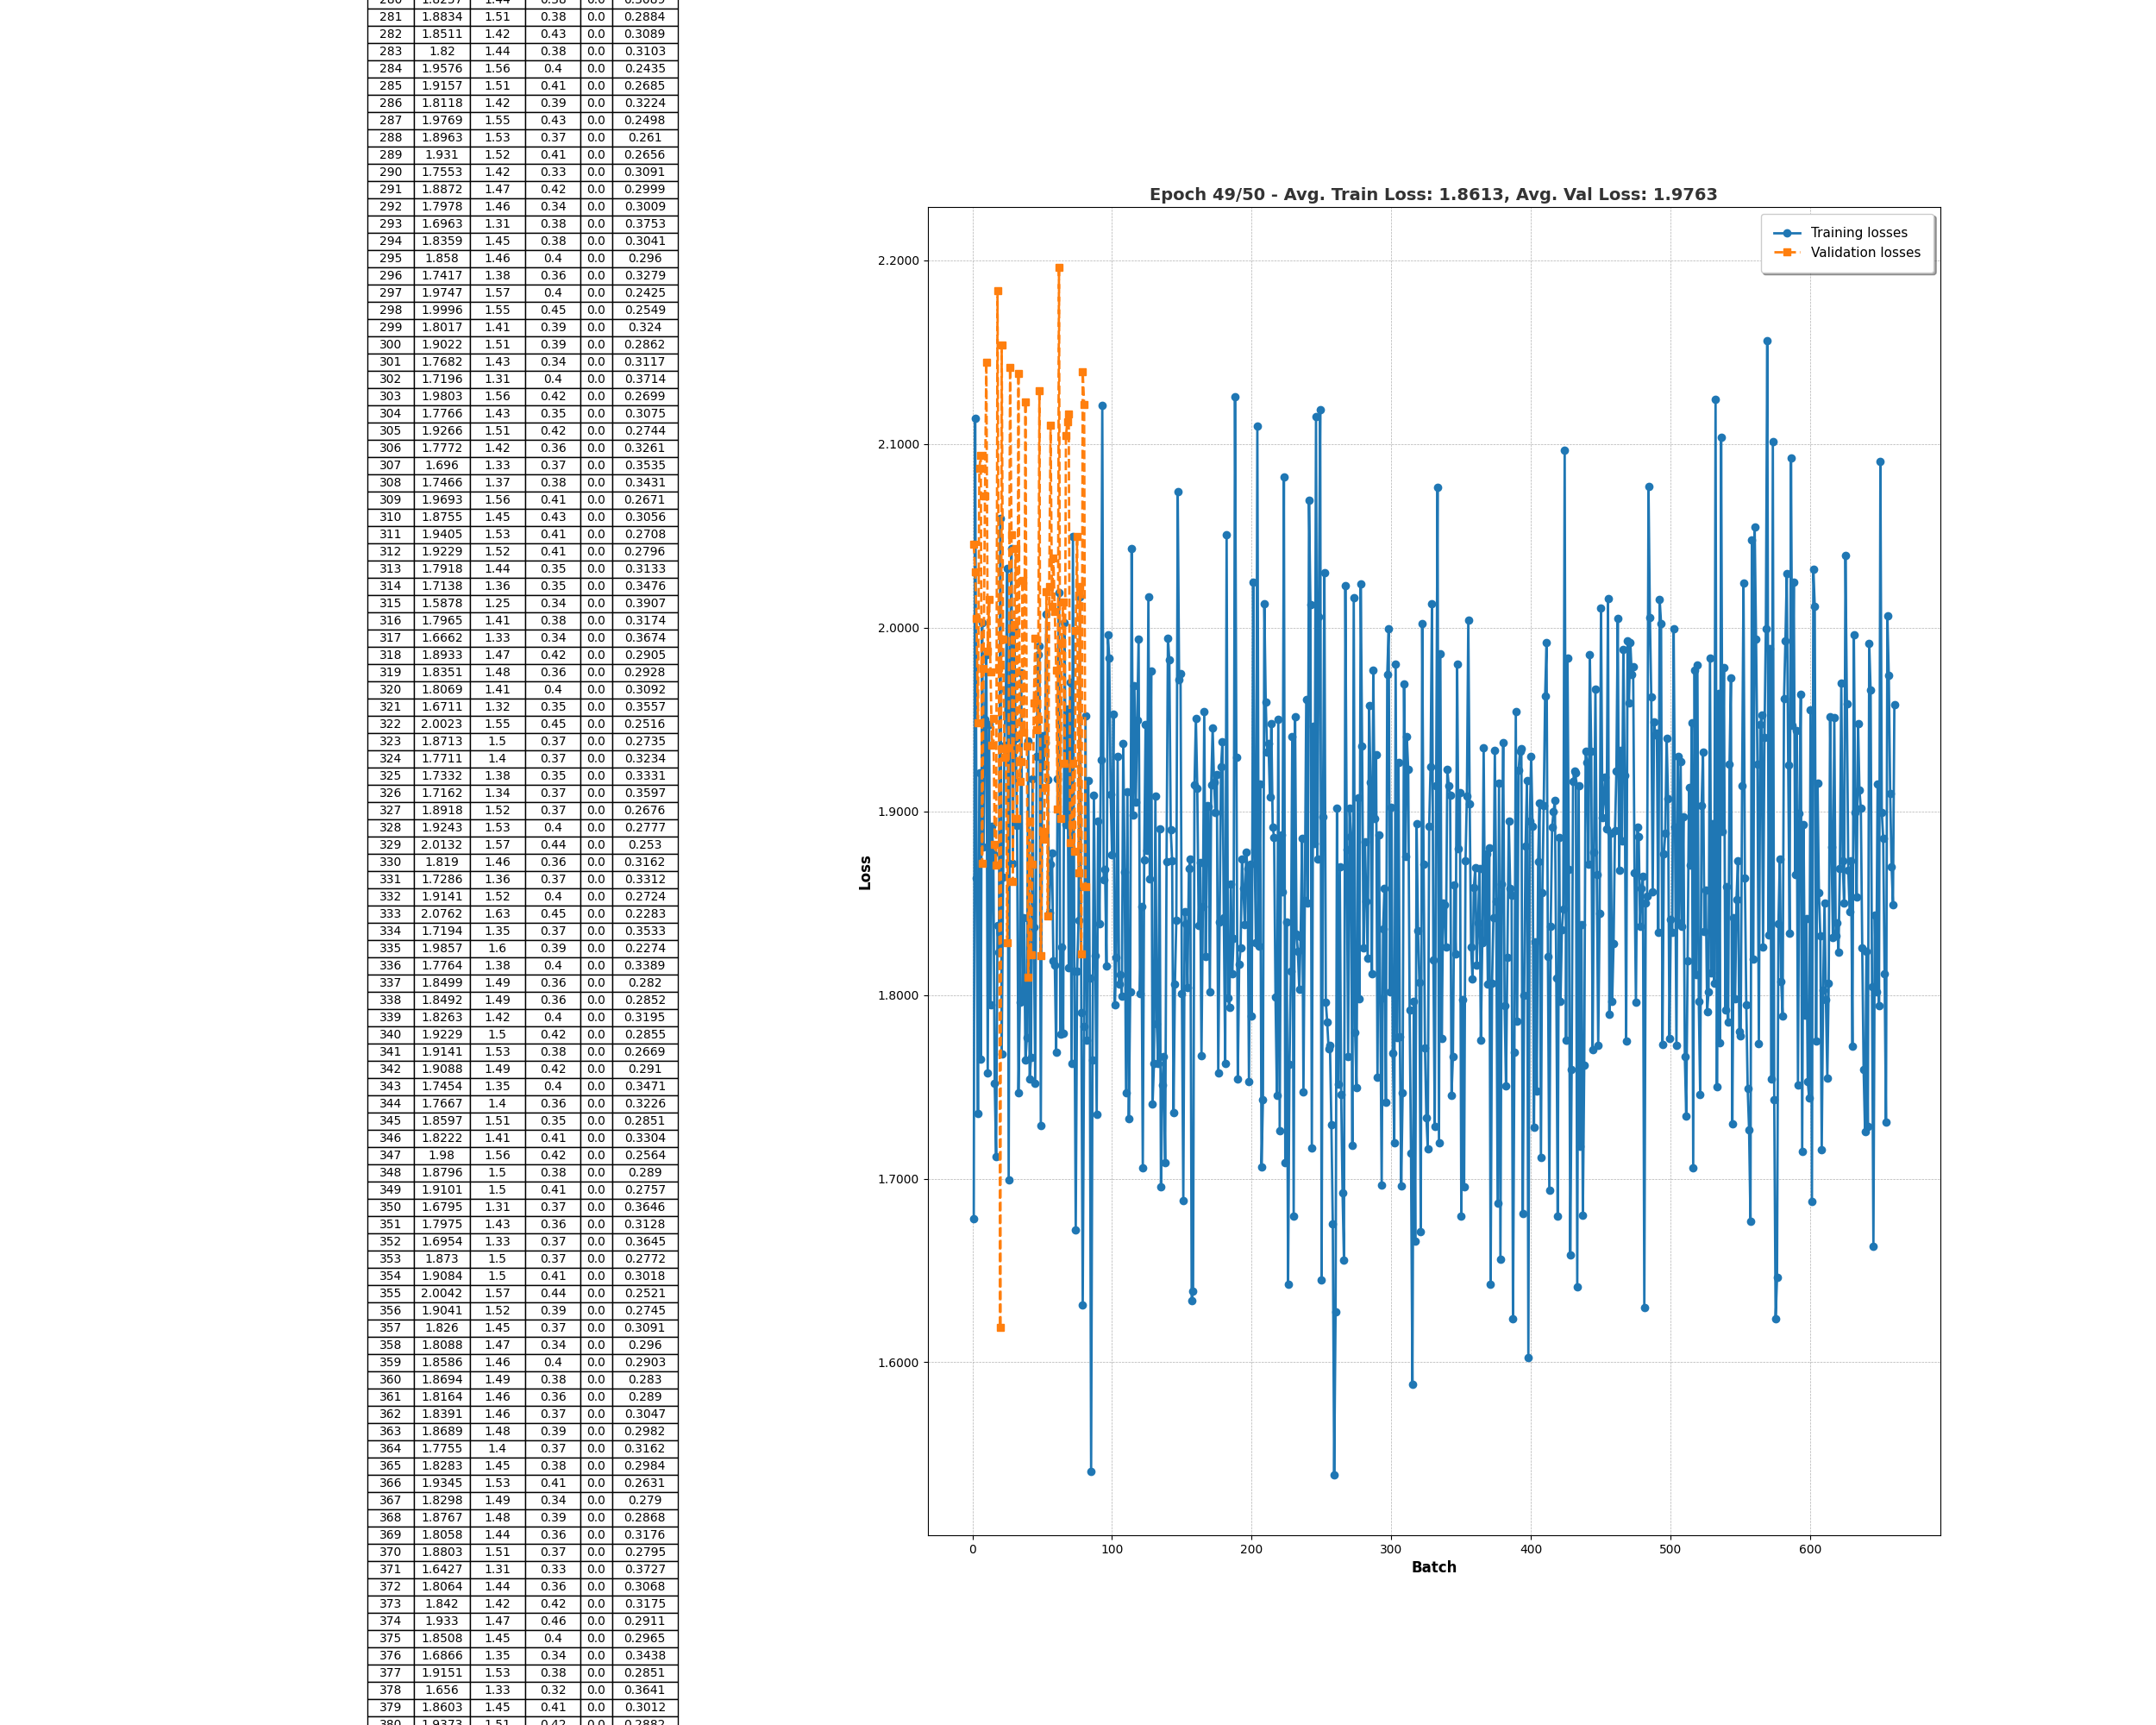 281 1.8834 1.51 0.38 0.0 0.2884
282 1.8511 1.42 0.43 0.0 0.3089
283 1.82 1.44 0.38 0.0 0.3103
284 1.9576 1.56 0.4 0.0 0.2435
285 1.9157 1.51 0.41 0.0 0.2685
286 1.8118 1.42 0.39 0.0 0.3224
287 1.9769 1.55 0.43 0.0 0.2498
288 1.8963 1.53 0.37 0.0 0.261
289 1.931 1.52 0.41 0.0 0.2656
290 1.7553 1.42 0.33 0.0 0.3091
291 1.8872 1.47 0.42 0.0 0.2999
292 1.7978 1.46 0.34 0.0 0.3009
293 1.6963 1.31 0.38 0.0 0.3753
294 1.8359 1.45 0.38 0.0 0.3041
295 1.858 1.46 0.4 0.0 0.296
296 1.7417 1.38 0.36 0.0 0.3279
297 1.9747 1.57 0.4 0.0 0.2425
298 1.9996 1.55 0.45 0.0 0.2549
299 1.8017 1.41 0.39 0.0 0.324
300 1.9022 1.51 0.39 0.0 0.2862
301 1.7682 1.43 0.34 0.0 0.3117
302 1.7196 1.31 0.4 0.0 0.3714
303 1.9803 1.56 0.42 0.0 0.2699
304 1.7766 1.43 0.35 0.0 0.3075
305 1.9266 1.51 0.42 0.0 0.2744
306 1.7772 1.42 0.36 0.0 0.3261
307 1.696 1.33 0.37 0.0 0.3535
308 1.7466 1.37 0.38 0.0 0.3431
309 1.9693 1.56 0.41 0.0 0.2671
310 1.8755 1.45 0.43 0.0 0.3056
311 1.9405 1.53 0.41 0.0 0.2708
312 1.9229 1.52 0.41 0.0 0.2796
313 1.7918 1.44 0.35 0.0 0.3133
314 1.7138 1.36 0.35 0.0 0.3476
315 1.5878 1.25 0.34 0.0 0.3907
316 1.7965 1.41 0.38 0.0 0.3174
317 1.6662 1.33 0.34 0.0 0.3674
318 1.8933 1.47 0.42 0.0 0.2905
319 1.8351 1.48 0.36 0.0 0.2928
320 1.8069 1.41 0.4 0.0 0.3092
321 1.6711 1.32 0.35 0.0 0.3557
322 2.0023 1.55 0.45 0.0 0.2516
323 1.8713 1.5 0.37 0.0 0.2735
324 1.7711 1.4 0.37 0.0 0.3234
325 1.7332 1.38 0.35 0.0 0.3331
326 1.7162 1.34 0.37 0.0 0.3597
327 1.8918 1.52 0.37 0.0 0.2676
328 1.9243 1.53 0.4 0.0 0.2777
329 2.0132 1.57 0.44 0.0 0.253
330 1.819 1.46 0.36 0.0 0.3162
331 1.7286 1.36 0.37 0.0 0.3312
332 1.9141 1.52 0.4 0.0 0.2724
333 2.0762 1.63 0.45 0.0 0.2283
334 1.7194 1.35 0.37 0.0 0.3533
335 1.9857 1.6 0.39 0.0 0.2274
336 1.7764 1.38 0.4 0.0 0.3389
337 1.8499 1.49 0.36 0.0 0.282
338 1.8492 1.49 0.36 0.0 0.2852
339 1.8263 1.42 0.4 0.0 0.3195
340 1.9229 1.5 0.42 0.0 0.2855
341 1.9141 1.53 0.38 0.0 0.2669
342 1.9088 1.49 0.42 0.0 0.291
343 1.7454 1.35 0.4 0.0 0.3471
344 1.7667 1.4 0.36 0.0 0.3226
345 1.8597 1.51 0.35 0.0 0.2851
346 1.8222 1.41 0.41 0.0 0.3304
347 1.98 1.56 0.42 0.0 0.2564
348 1.8796 1.5 0.38 0.0 0.289
349 1.9101 1.5 0.41 0.0 0.2757
350 1.6795 1.31 0.37 0.0 0.3646
351 1.7975 1.43 0.36 0.0 0.3128
352 1.6954 1.33 0.37 0.0 0.3645
353 1.873 1.5 0.37 0.0 0.2772
354 1.9084 1.5 0.41 0.0 0.3018
355 2.0042 1.57 0.44 0.0 0.2521
356 1.9041 1.52 0.39 0.0 0.2745
357 1.826 1.45 0.37 0.0 0.3091
358 1.8088 1.47 0.34 0.0 0.296
359 1.8586 1.46 0.4 0.0 0.2903
360 1.8694 1.49 0.38 0.0 0.283
361 1.8164 1.46 0.36 0.0 0.289
362 1.8391 1.46 0.37 0.0 0.3047
363 1.8689 1.48 0.39 0.0 0.2982
364 1.7755 1.4 0.37 0.0 0.3162
365 1.8283 1.45 0.38 0.0 0.2984
366 1.9345 1.53 0.41 0.0 0.2631
367 1.8298 1.49 0.34 0.0 0.279
368 1.8767 1.48 0.39 0.0 0.2868
369 1.8058 1.44 0.36 0.0 0.3176
370 1.8803 1.51 0.37 0.0 0.2795
371 1.6427 1.31 0.33 0.0 0.3727
372 1.8064 1.44 0.36 0.0 0.3068
373 1.842 1.42 0.42 0.0 0.3175
374 1.933 1.47 0.46 0.0 0.2911
375 1.8508 1.45 0.4 0.0 0.2965
376 1.6866 1.35 0.34 0.0 0.3438
377 1.9151 1.53 0.38 0.0 0.2851
378 1.656 1.33 0.32 0.0 0.3641
379 1.8603 1.45 0.41 0.0 0.3012
380 1.9373 1.51 0.42 0.0 0.2882
Epoch 49/50 - Avg. Train Loss: 1.8613, Avg. Val Loss: 1.9763
Training losses
Validation losses
2.2000
2.1000
2.0000
1.9000
1.8000
1.7000
1.6000
Loss
0 100 200 300 400 500 600
Batch